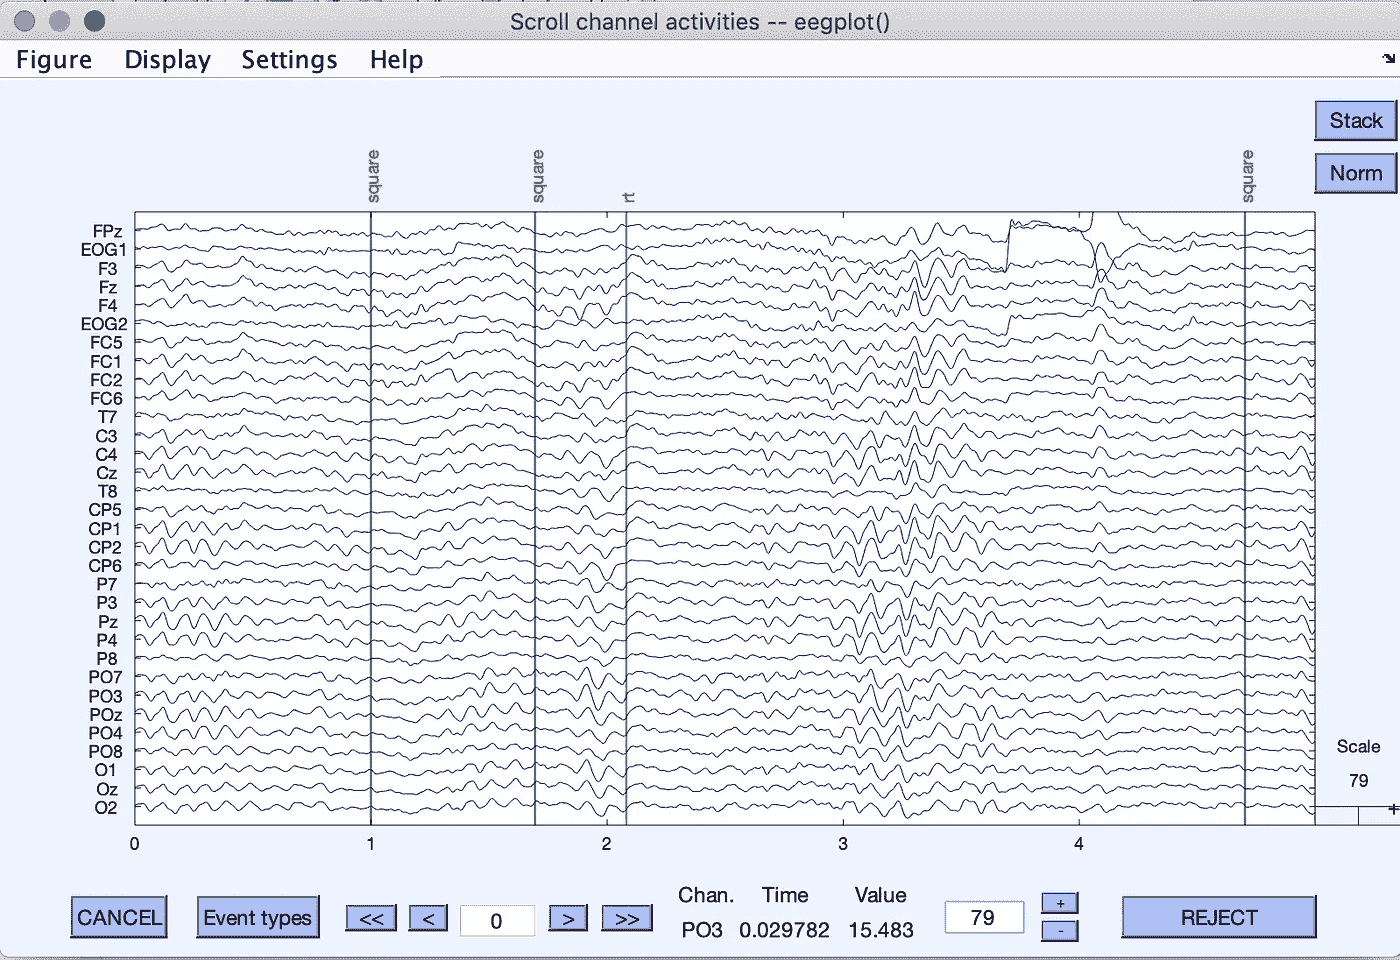 Scroll channel activities -- eegplot()
Figure Display Settings Help
Stack
Norm
square square rt square
FPz
EOG1
F3
Fz
F4
EOG2
FC5
FC1
FC2
FC6
T7
C3
C4
Cz
T8
CP5
CP1
CP2
CP6
P7
P3
Pz
P4
P8
PO7
PO3
POz
PO4
PO8
O1
Oz
O2
Scale
79
+
0 1 2 3 4
Chan. Time Value
CANCEL Event types << < 0 > >> PO3 0.029782 15.483 79 + - REJECT